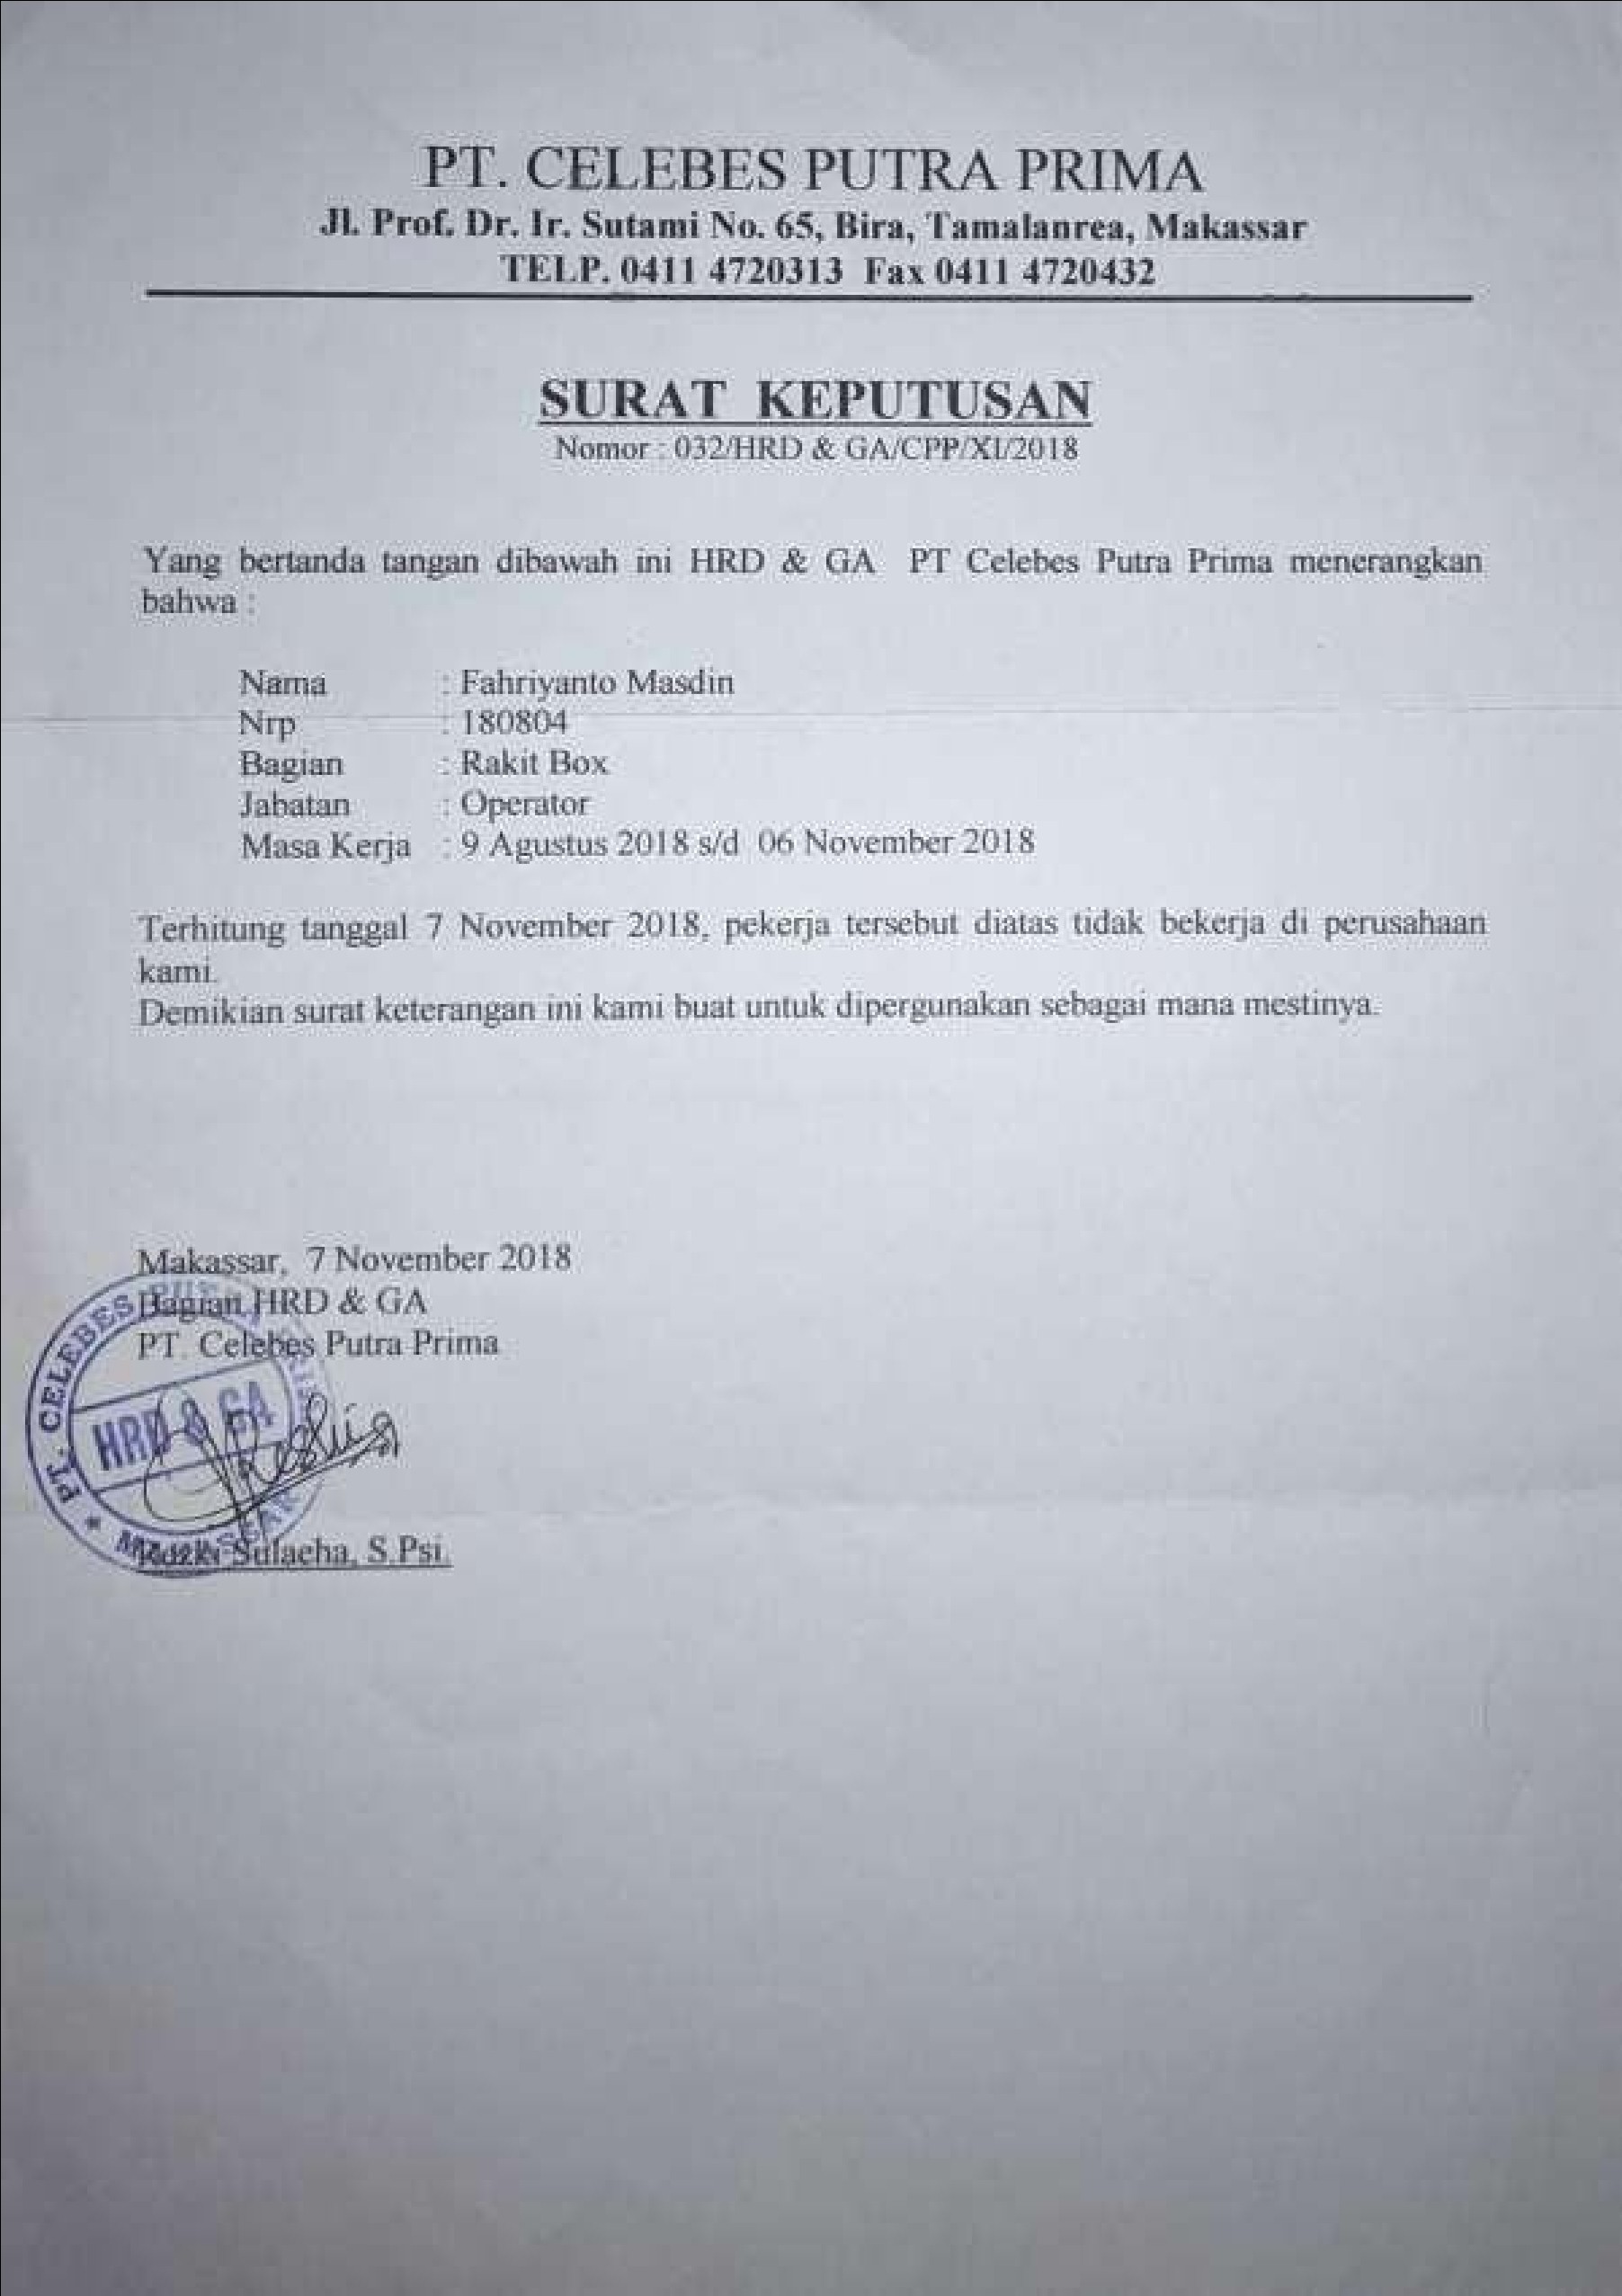 PT. CELEBES PUTRA PRIMA
Jl. Prof. Dr. Ir. Sutami No. 65, Bira, Tamalanrea, Makassar
TELP. 0411 4720313 Fax 0411 4720432
SURAT KEPUTUSAN
Nomor : 032/HRD & GA/CPP/XI/2018
Yang bertanda tangan dibawah ini HRD & GA PT Celebes Putra Prima menerangkan
bahwa :
Nama : Fahriyanto Masdin
Nrp : 180804
Bagian : Rakit Box
Jabatan : Operator
Masa Kerja : 9 Agustus 2018 s/d 06 November 2018
Terhitung tanggal 7 November 2018, pekerja tersebut diatas tidak bekerja di perusahaan
kami.
Demikian surat keterangan ini kami buat untuk dipergunakan sebagai mana mestinya.
Makassar, 7 November 2018
Bagian HRD & GA
PT. Celebes Putra Prima
PT. CELEBES
HRD & GA
MAKASSAR
Sulaeha, S.Psi.